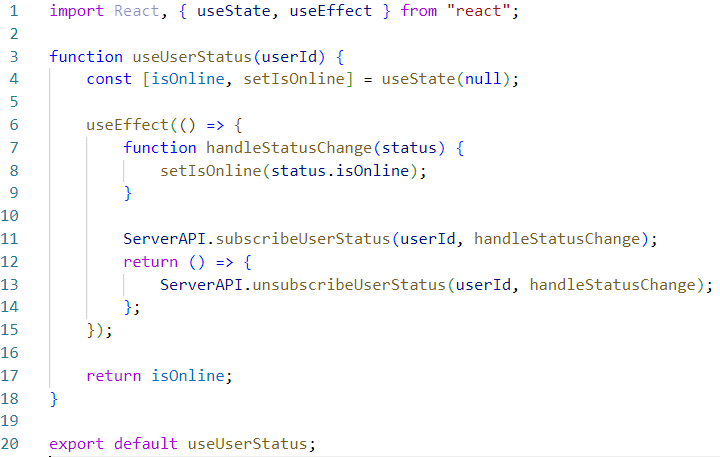 1 import React, { useState, useEffect } from "react";
2
3 function useUserStatus(userId) {
4     const [isOnline, setIsOnline] = useState(null);
5
6     useEffect(() => {
7         function handleStatusChange(status) {
8             setIsOnline(status.isOnline);
9         }
10
11         ServerAPI.subscribeUserStatus(userId, handleStatusChange);
12         return () => {
13             ServerAPI.unsubscribeUserStatus(userId, handleStatusChange);
14         };
15     });
16
17     return isOnline;
18 }
19
20 export default useUserStatus;